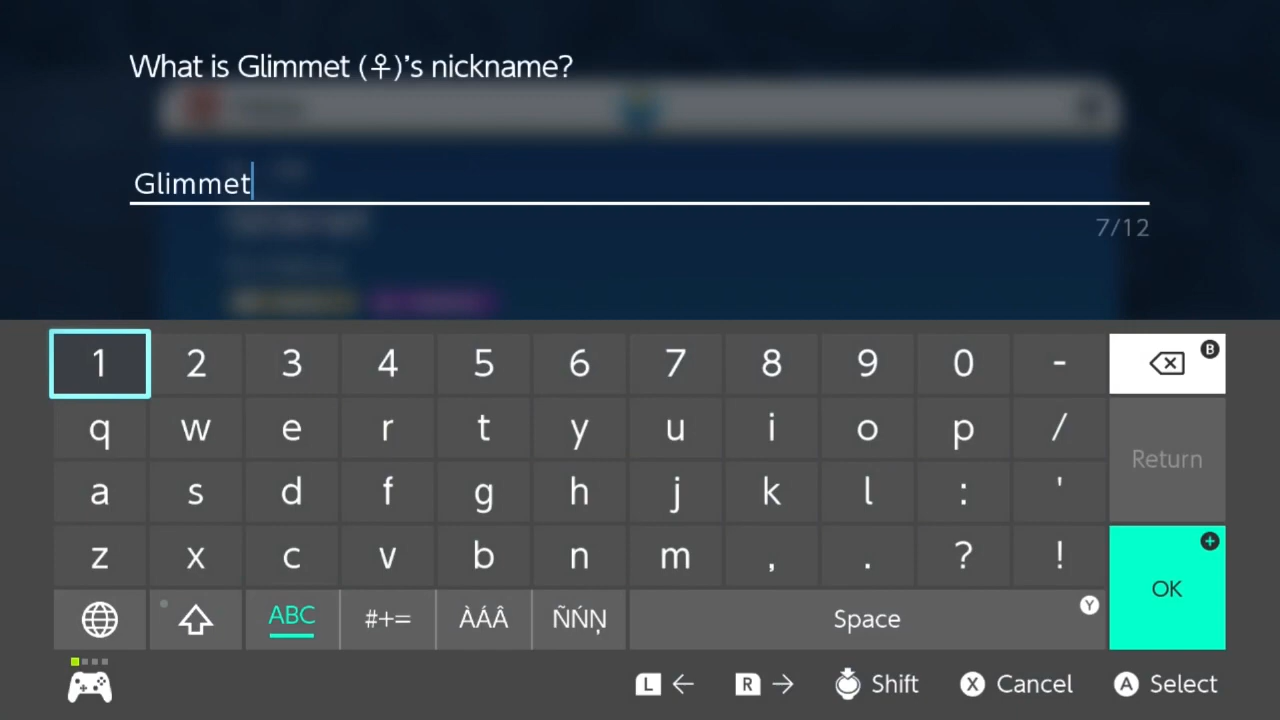 What is Glimmet (♀)'s nickname?
Glimmet
7/12
1 2 3 4 5 6 7 8 9 0 - B
q w e r t y u i o p / Return
a s d f g h j k l : '
z x c v b n m , . ? ! + OK
ABC #+= ÀÁÂ ÑŃŅ Space Y
L ← R → Shift X Cancel A Select